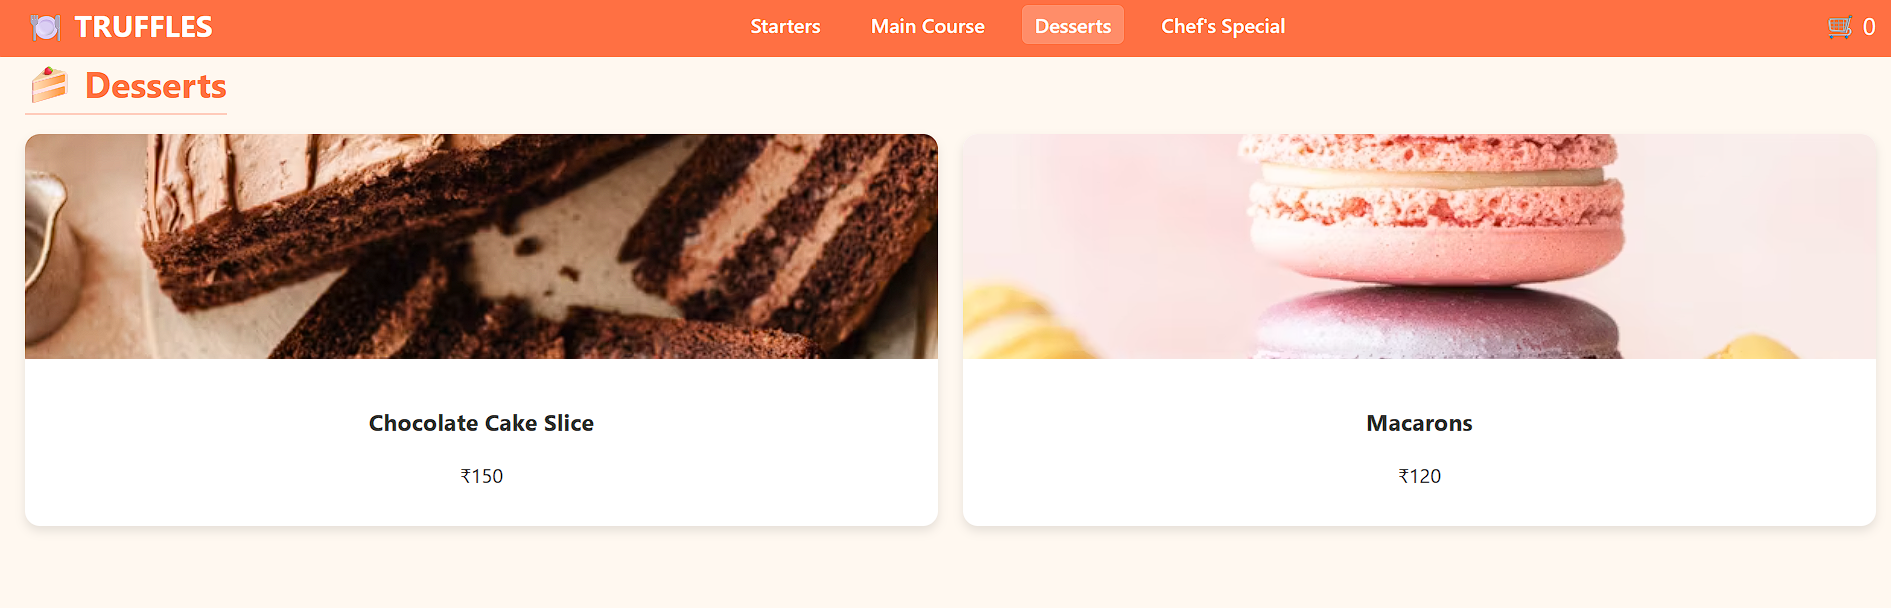 TRUFFLES
Starters Main Course Desserts Chef's Special
0
Desserts
Chocolate Cake Slice
₹150
Macarons
₹120